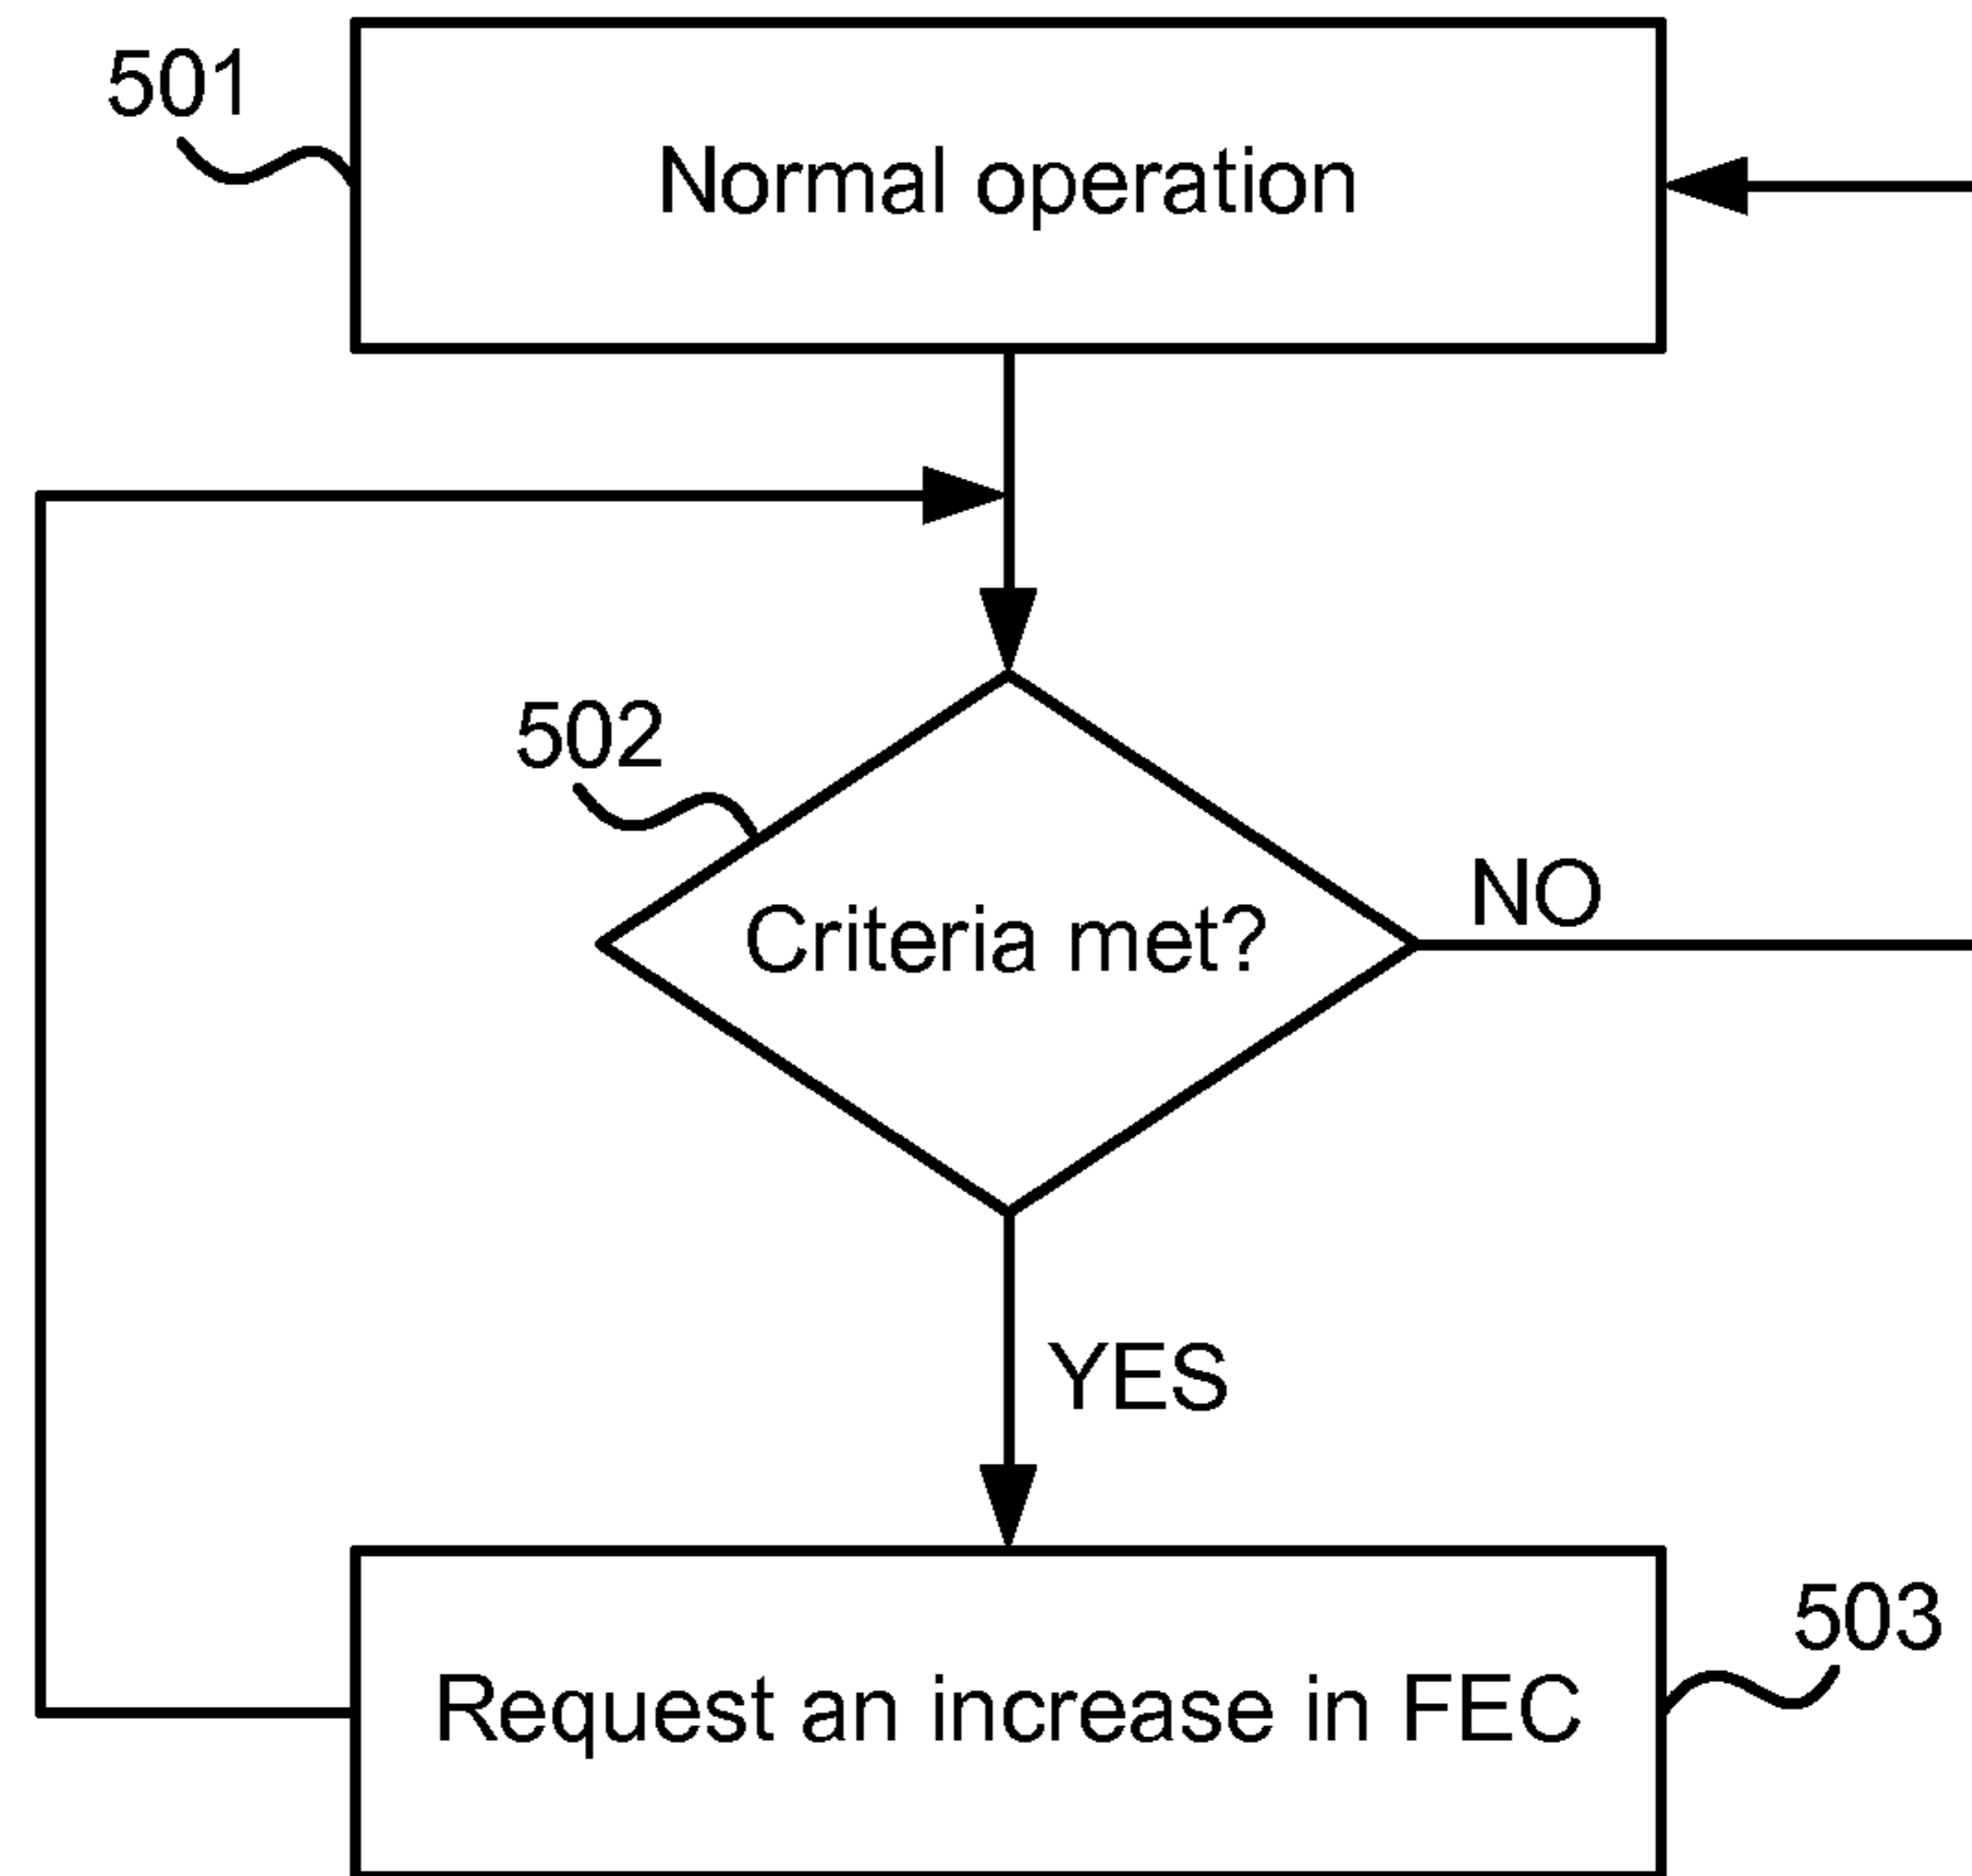 501
Normal operation
502
Criteria met?
NO
YES
503
Request an increase in FEC